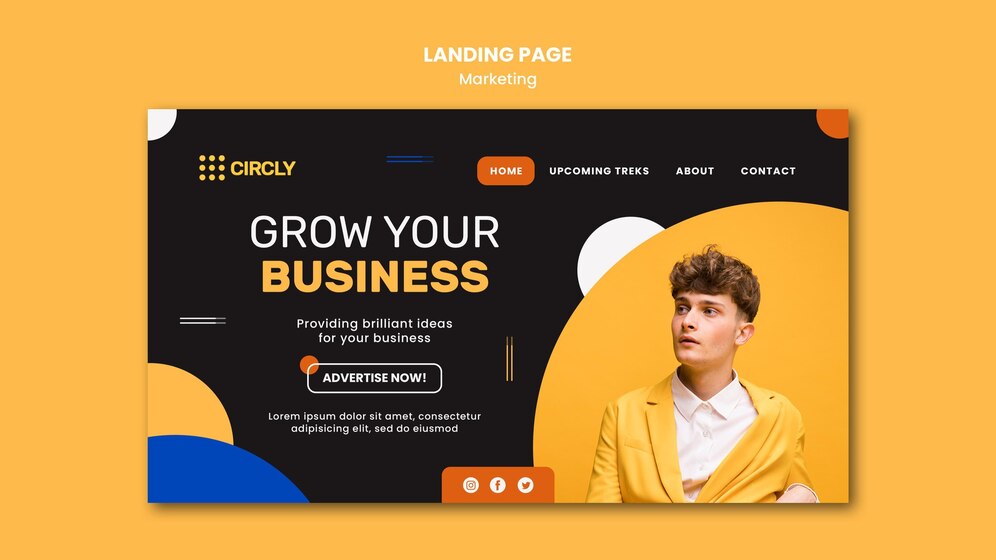 LANDING PAGE
Marketing
CIRCLY
HOME
UPCOMING TREKS
ABOUT
CONTACT
GROW YOUR
BUSINESS
Providing brilliant ideas
for your business
ADVERTISE NOW!
Lorem ipsum dolor sit amet, consectetur
adipisicing elit, sed do eiusmod